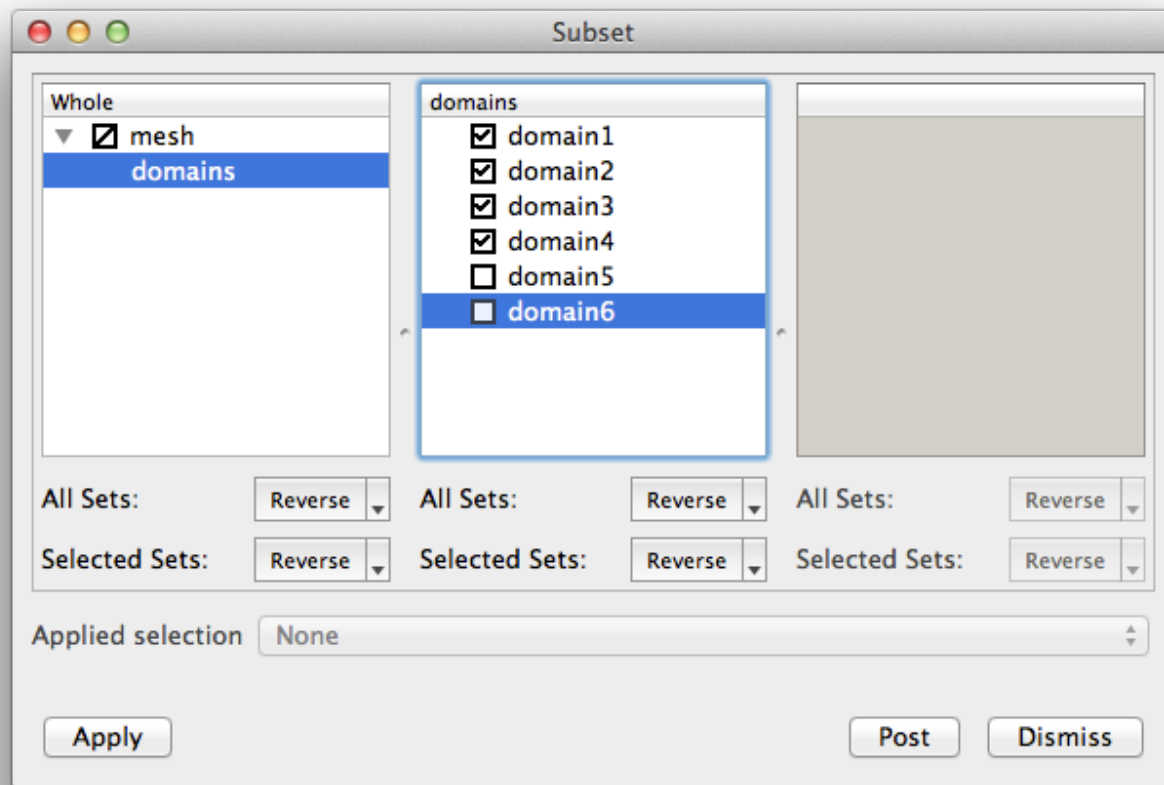 Subset
Whole
mesh
domains
domains
domain1
domain2
domain3
domain4
domain5
domain6
All Sets: Reverse All Sets: Reverse All Sets: Reverse
Selected Sets: Reverse Selected Sets: Reverse Selected Sets: Reverse
Applied selection None
Apply Post Dismiss